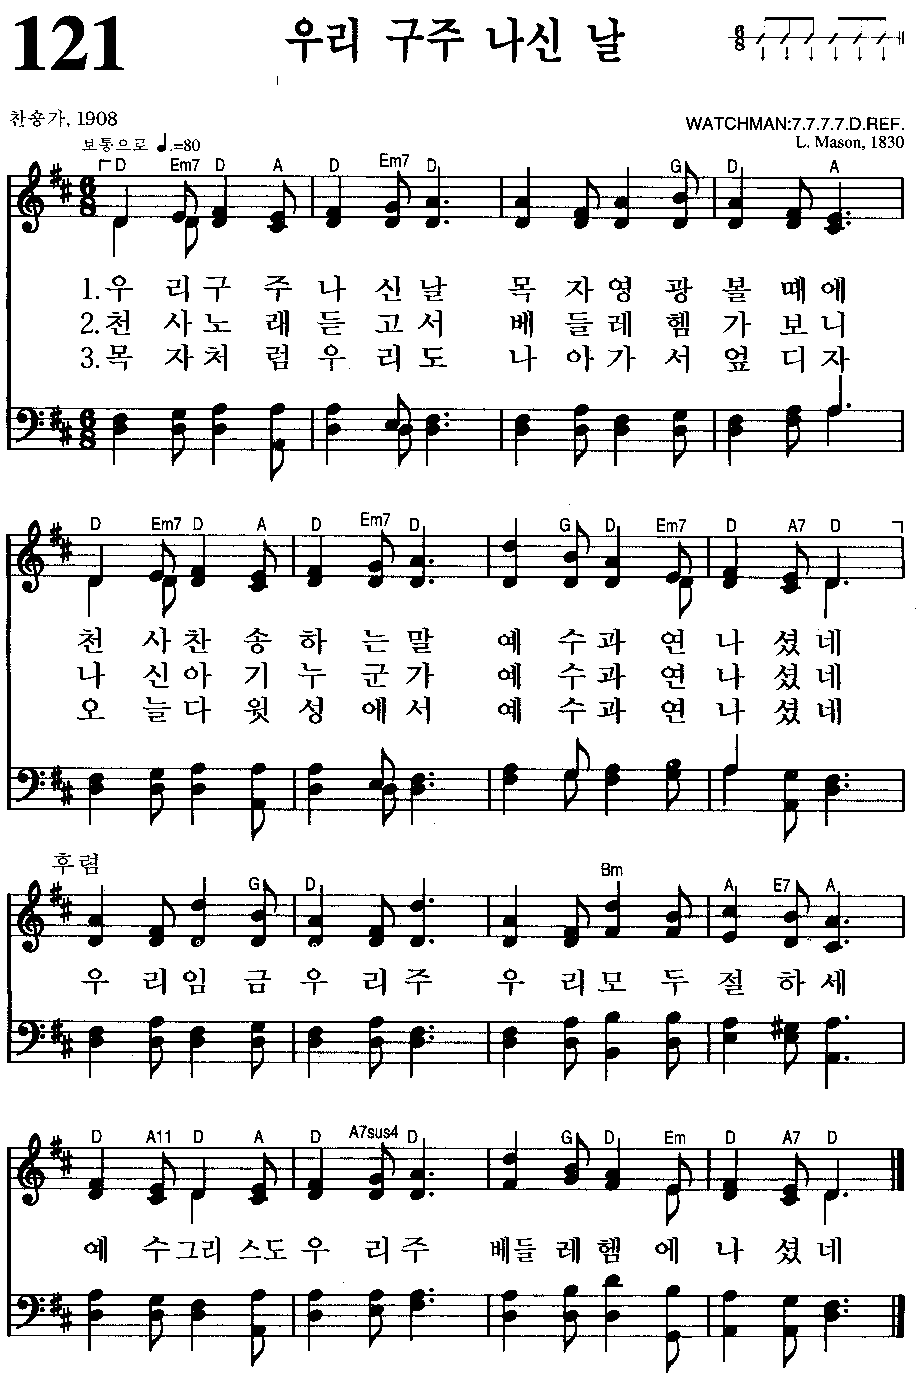 121
우리 구주 나신 날
6/8
찬송가, 1908
WATCHMAN:7.7.7.7.D.REF.
보통으로 ♩.=80
L. Mason, 1830
D Em7 D A D Em7 D G D A
1.우 리 구 주 나 신 날 목 자 영 광 볼 때 에
2.천 사 노 래 듣 고 서 베 들 레 헴 가 보 니
3.목 자 처 럼 우 리 도 나 아 가 서 엎 디 자
D Em7 D A D Em7 D G D Em7 D A7 D
천 사 찬 송 하 는 말 예 수 과 연 나 셨 네
나 신 아 기 누 군 가 예 수 과 연 나 셨 네
오 늘 다 윗 성 에 서 예 수 과 연 나 셨 네
후 렴
G D Bm A E7 A
우 리 임 금 우 리 주 우 리 모 두 절 하 세
D A11 D A D A7sus4 D G D Em D A7 D
예 수 그리 스도 우 리 주 베들 레 헴 에 나 셨 네